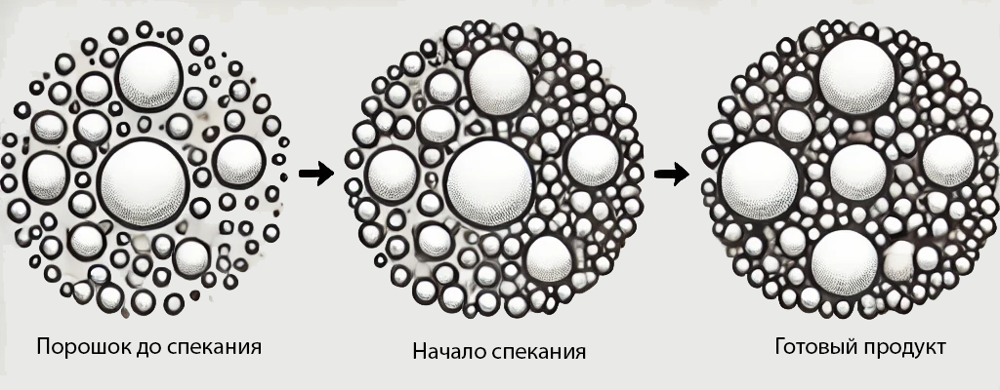 Порошок до спекания
Начало спекания
Готовый продукт